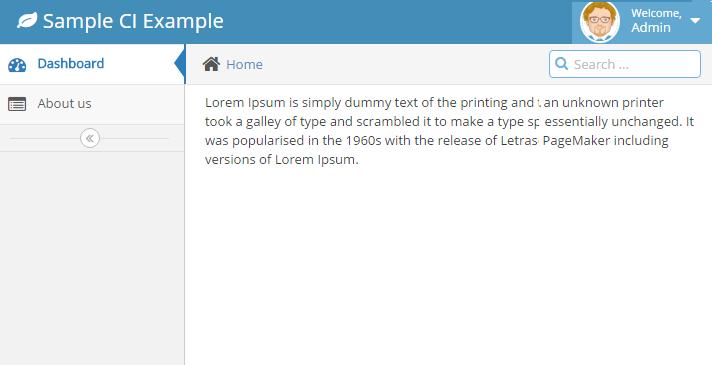 Sample CI Example
Welcome,
Admin
Dashboard
Home
Search ...
About us
Lorem Ipsum is simply dummy text of the printing and an unknown printer
took a galley of type and scrambled it to make a type sp essentially unchanged. It
was popularised in the 1960s with the release of Letras PageMaker including
versions of Lorem Ipsum.